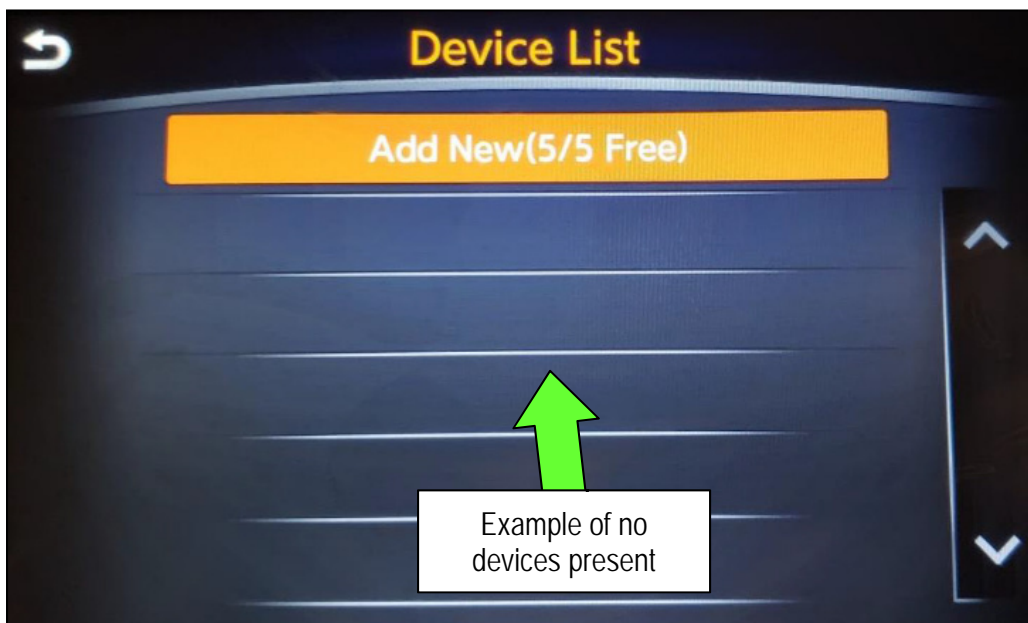 Device List
Add New(5/5 Free)
Example of no
devices present